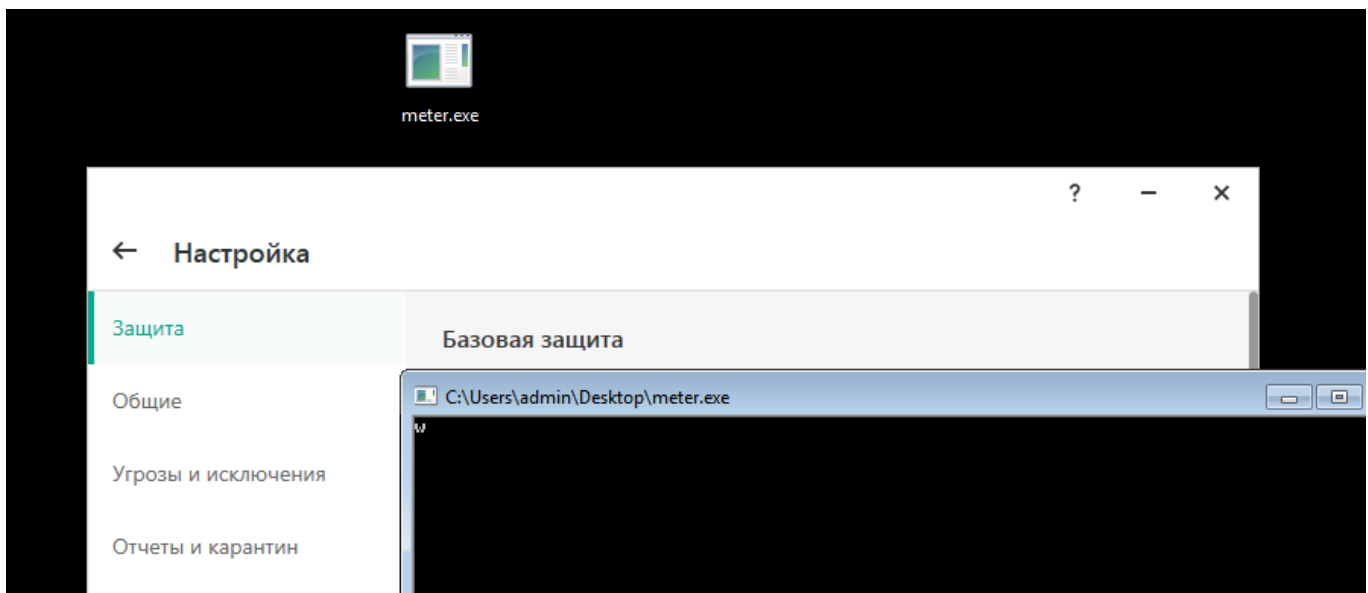 meter.exe
?
Настройка
Защита
Базовая защита
Общие
C:\Users\admin\Desktop\meter.exe
w
Угрозы и исключения
Отчеты и карантин